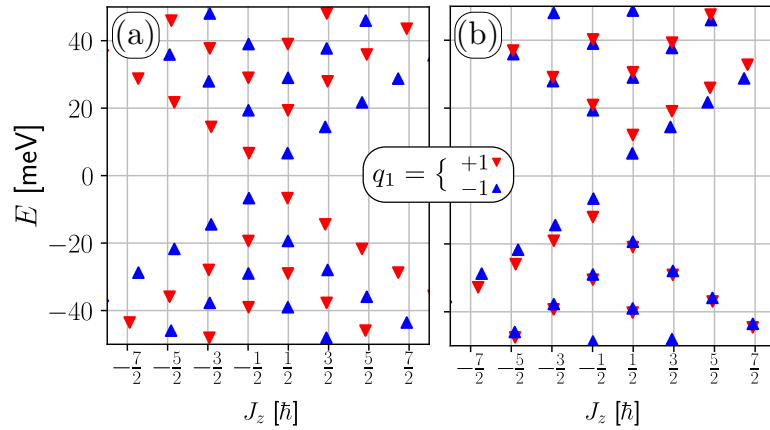 (a) (b)
40
20
0
−20
−40
E [meV]
q₁ = { +1
−1
−7/2 −5/2 −3/2 −1/2 1/2 3/2 5/2 7/2
−7/2 −5/2 −3/2 −1/2 1/2 3/2 5/2 7/2
J_z [ℏ] J_z [ℏ]